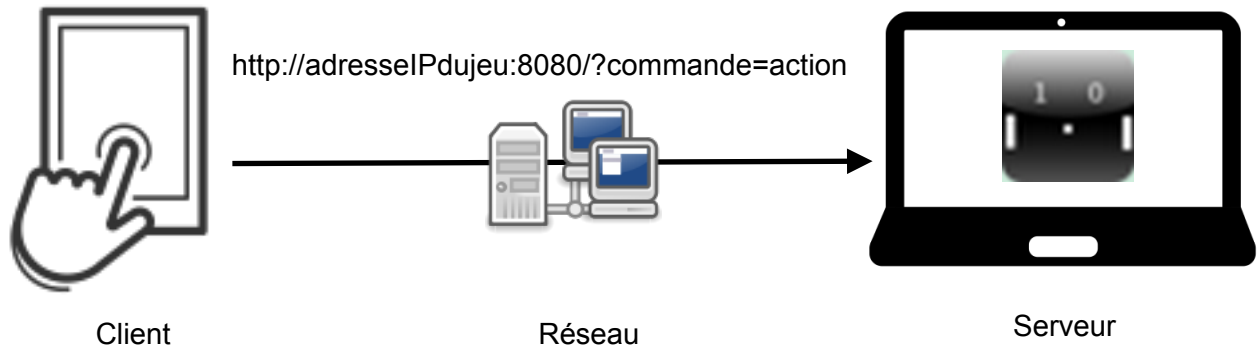 http://adresseIPdujeu:8080/?commande=action
1 0
Client
Réseau
Serveur